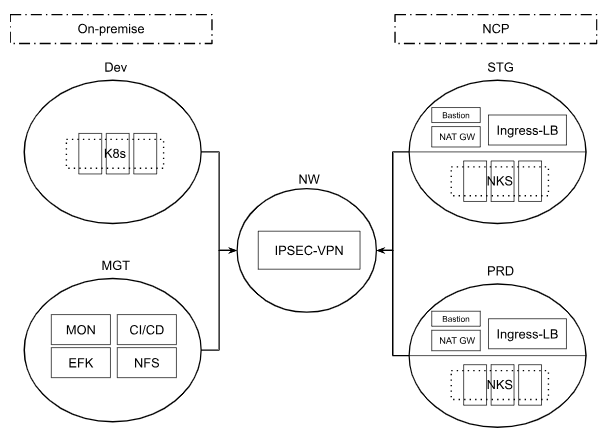 On-premise
NCP
Dev
K8s
MGT
MON
CI/CD
EFK
NFS
NW
IPSEC-VPN
STG
Bastion
NAT GW
Ingress-LB
NKS
PRD
Bastion
NAT GW
Ingress-LB
NKS